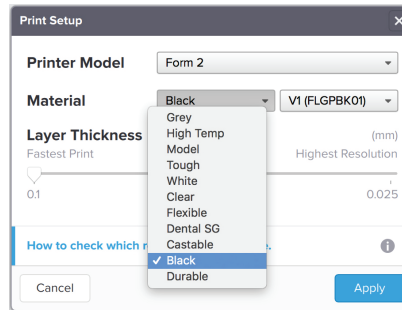 Print Setup
Printer Model
Form 2
Material
Black
V1 (FLGPBK01)
Grey
High Temp
Model
Tough
White
Clear
Flexible
Dental SG
Castable
✓ Black
Durable
Layer Thickness
(mm)
Fastest Print
Highest Resolution
0.1
0.025
How to check which
e.
Cancel
Apply